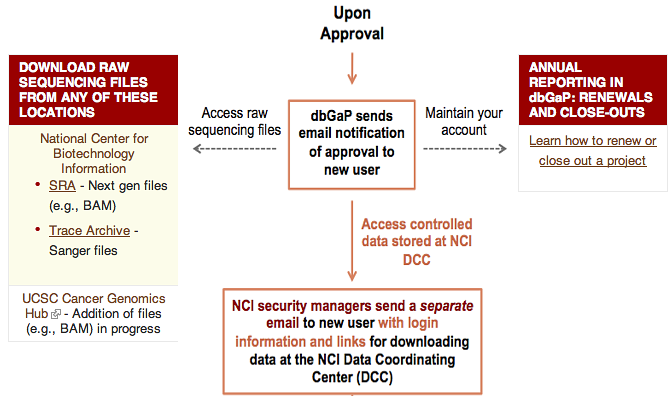 Upon
Approval
DOWNLOAD RAW
SEQUENCING FILES
FROM ANY OF THESE
LOCATIONS
National Center for
Biotechnology
Information
• SRA - Next gen files
(e.g., BAM)
• Trace Archive -
Sanger files
UCSC Cancer Genomics
Hub - Addition of files
(e.g., BAM) in progress
Access raw
sequencing files
dbGaP sends
email notification
of approval to
new user
Maintain your
account
ANNUAL
REPORTING IN
dbGaP: RENEWALS
AND CLOSE-OUTS
Learn how to renew or
close out a project
Access controlled
data stored at NCI
DCC
NCI security managers send a separate
email to new user with login
information and links for downloading
data at the NCI Data Coordinating
Center (DCC)